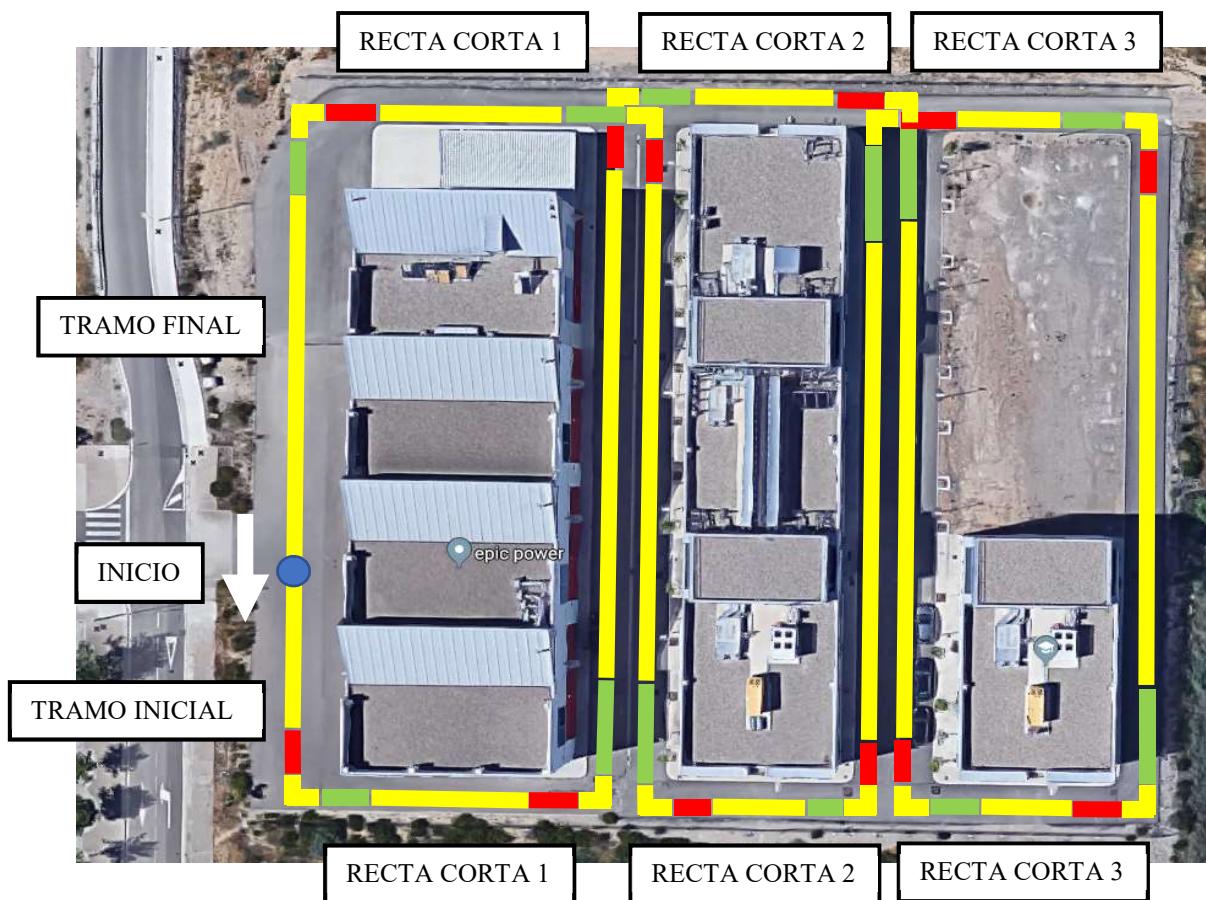 RECTA CORTA 1
RECTA CORTA 2
RECTA CORTA 3
TRAMO FINAL
epic power
INICIO
TRAMO INICIAL
RECTA CORTA 1
RECTA CORTA 2
RECTA CORTA 3